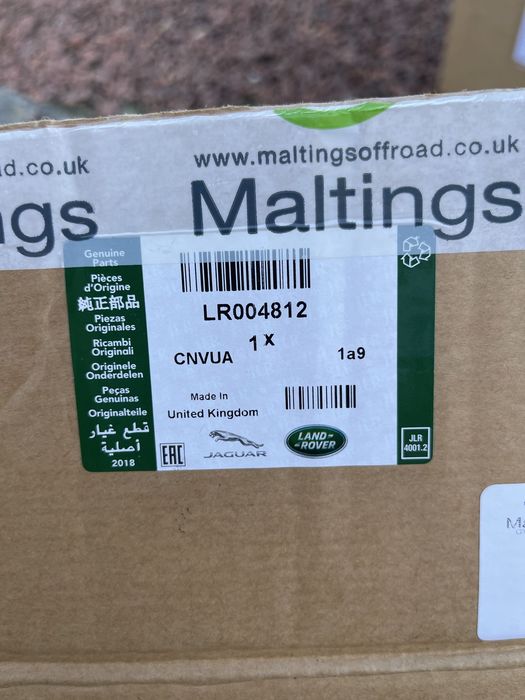 d.co.uk
www.maltingsoffroad.co.uk
ngs
Maltings
Genuine
Parts
Pièces
d'Origine
純正部品
Piezas
Originales
Ricambi
Originali
Originele
Onderdelen
Peças
Genuinas
Originalteile
قطع غيار
أصلية
2018
LR004812
1 x
CNVUA
1a9
Made In
United Kingdom
EAC
JAGUAR
LAND-
-ROVER
JLR
4001.2